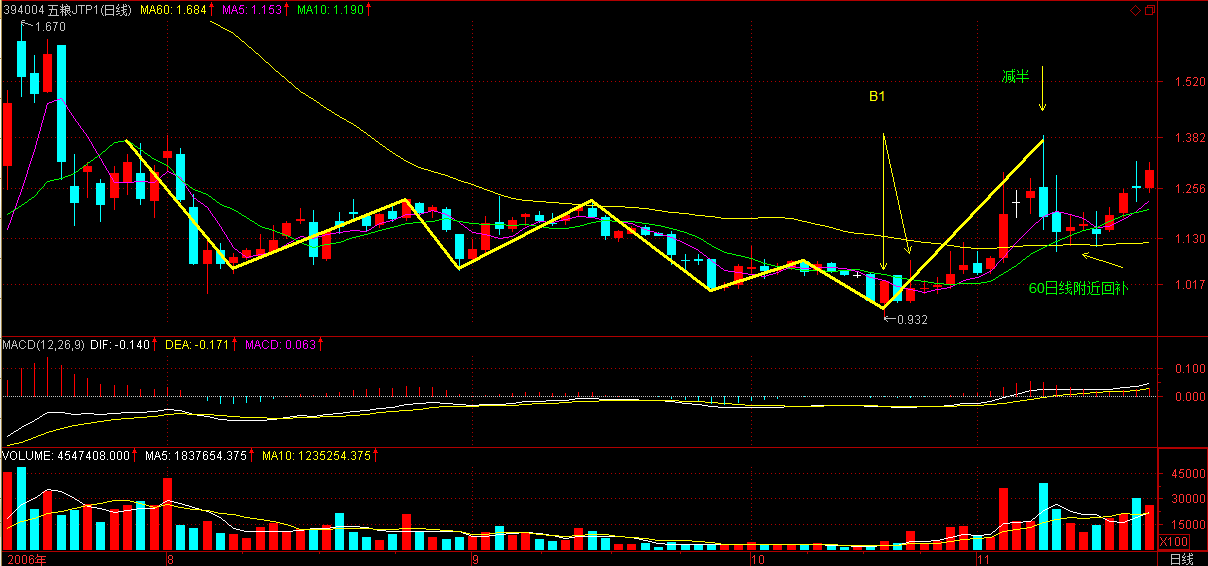 394004 五粮JTP1(日线) MA60: 1.684 MA5: 1.153 MA10: 1.190
1.670
减半
1.520
B1
1.382
1.256
1.130
60日线附近回补
1.017
0.932
MACD(12,26,9) DIF: -0.140 DEA: -0.171 MACD: 0.063
0.100
0.000
VOLUME: 4547408.000 MA5: 1837654.375 MA10: 1235254.375
45000
30000
15000
X100
2006年 8 9 10 11 日线